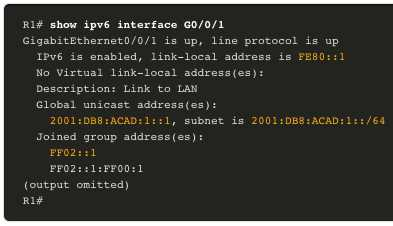 R1# show ipv6 interface G0/0/1
GigabitEthernet0/0/1 is up, line protocol is up
IPv6 is enabled, link-local address is FE80::1
No Virtual link-local address(es):
Description: Link to LAN
Global unicast address(es):
2001:DB8:ACAD:1::1, subnet is 2001:DB8:ACAD:1::/64
Joined group address(es):
FF02::1
FF02::1:FF00:1
(output omitted)
R1#